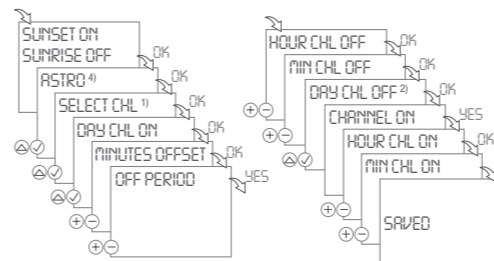 SUNSET ON
SUNRISE OFF
OK
ASTRO 4)
OK
SELECT CHL 1)
OK
DAY CHL ON
OK
MINUTES OFFSET
OK
OFF PERIOD
YES
HOUR CHL OFF
OK
MIN CHL OFF
OK
DAY CHL OFF 2)
OK
CHANNEL ON
YES
HOUR CHL ON
OK
MIN CHL ON
SAVED